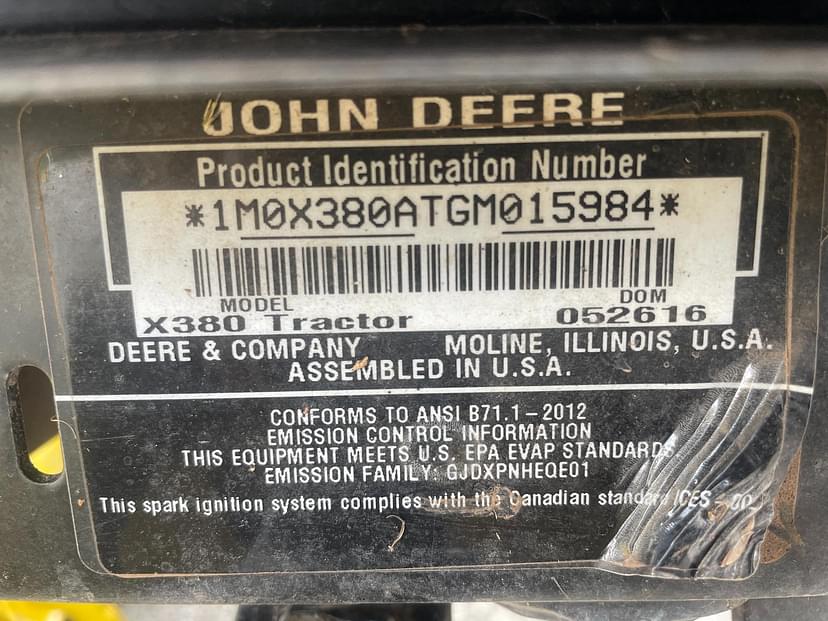 JOHN DEERE
Product Identification Number
*1M0X380ATGM015984*
MODEL DOM
X380 Tractor 052616
DEERE & COMPANY MOLINE, ILLINOIS, U.S.A.
ASSEMBLED IN U.S.A.
CONFORMS TO ANSI B71.1-2012
EMISSION CONTROL INFORMATION
THIS EQUIPMENT MEETS U.S. EPA EVAP STANDARDS.
EMISSION FAMILY: GJDXPNHEQE01
This spark ignition system complies with the Canadian standard ICES-